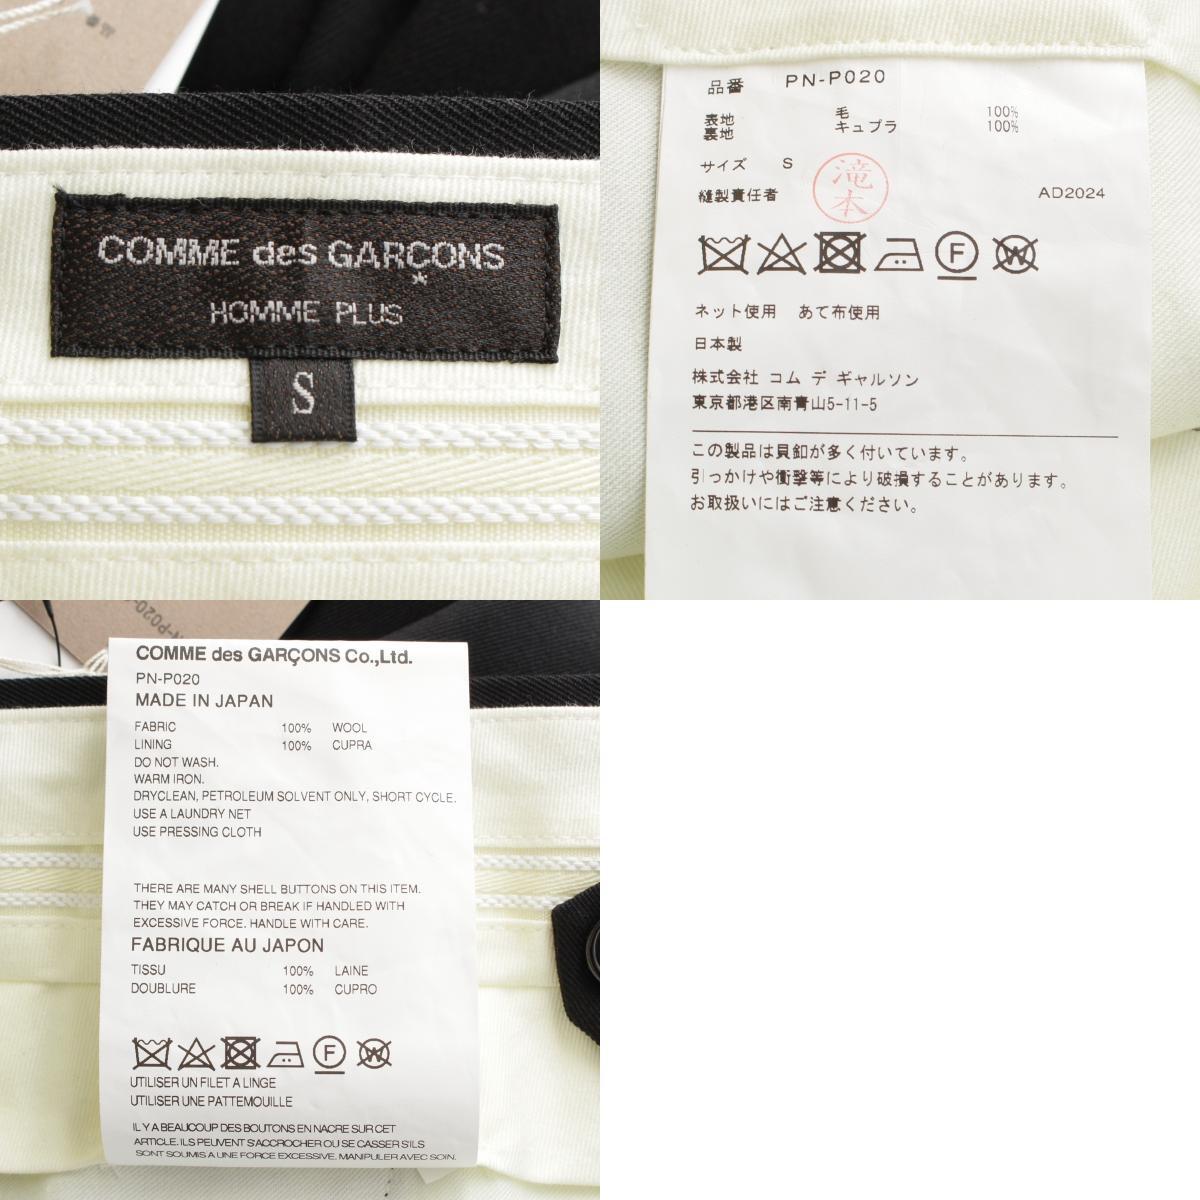 COMME des GARÇONS
HOMME PLUS
S
品番 PN-P020
表地 毛 100%
裏地 キュプラ 100%
サイズ S
滝本
縫製責任者 AD2024
F W
ネット使用 あて布使用
日本製
株式会社 コム デ ギャルソン
東京都港区南青山5-11-5
この製品は貝釦が多く付いています。
引っかけや衝撃等により破損することがあります。
お取扱いにはご注意ください。
N-P020
COMME des GARÇONS Co.,Ltd.
PN-P020
MADE IN JAPAN
FABRIC 100% WOOL
LINING 100% CUPRA
DO NOT WASH.
WARM IRON.
DRYCLEAN, PETROLEUM SOLVENT ONLY, SHORT CYCLE.
USE A LAUNDRY NET
USE PRESSING CLOTH
THERE ARE MANY SHELL BUTTONS ON THIS ITEM.
THEY MAY CATCH OR BREAK IF HANDLED WITH
EXCESSIVE FORCE. HANDLE WITH CARE.
FABRIQUE AU JAPON
TISSU 100% LAINE
DOUBLURE 100% CUPRO
F W
UTILISER UN FILET A LINGE
UTILISER UNE PATTEMOUILLE
IL Y A BEAUCOUP DES BOUTONS EN NACRE SUR CET
ARTICLE. ILS PEUVENT S'ACCROCHER OU SE CASSER S'ILS
SONT SOUMIS A UNE FORCE EXCESSIVE. MANIPULER AVEC SOIN.